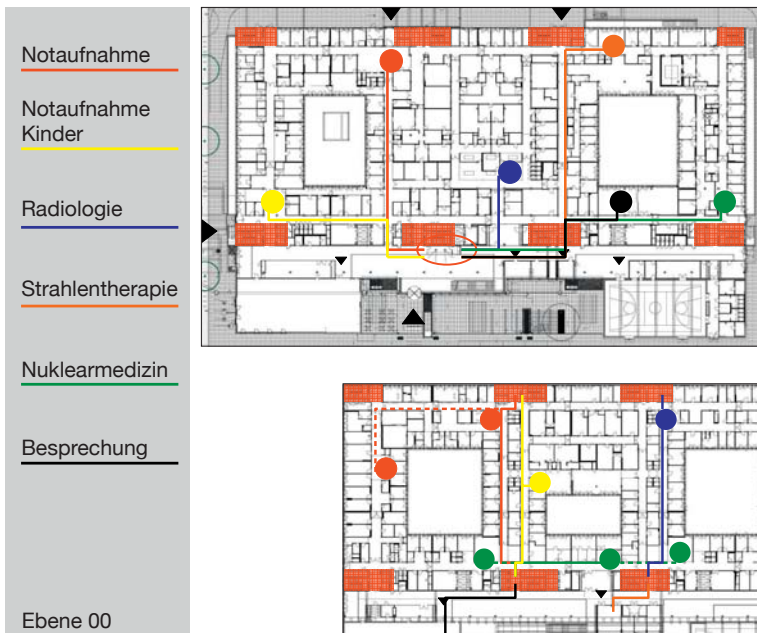 Notaufnahme
Notaufnahme
Kinder
Radiologie
Strahlentherapie
Nuklearmedizin
Besprechung
Ebene 00